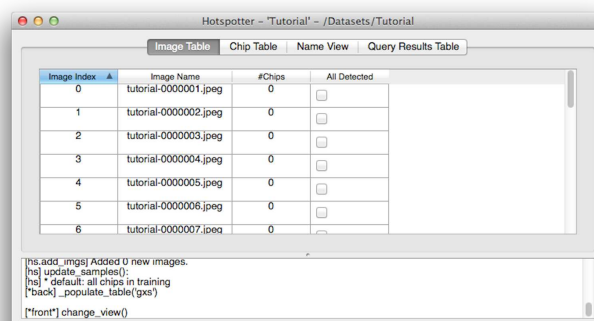 Hotspotter - 'Tutorial' - /Datasets/Tutorial
Image Table Chip Table Name View Query Results Table
Image Index Image Name #Chips All Detected
0 tutorial-0000001.jpeg 0
1 tutorial-0000002.jpeg 0
2 tutorial-0000003.jpeg 0
3 tutorial-0000004.jpeg 0
4 tutorial-0000005.jpeg 0
5 tutorial-0000006.jpeg 0
6 tutorial-0000007.jpeg 0
[hs.add_imgs] Added 0 new images.
[hs] update_samples():
[hs] * default: all chips in training
[*back] _populate_table('gxs')
[*front*] change_view()